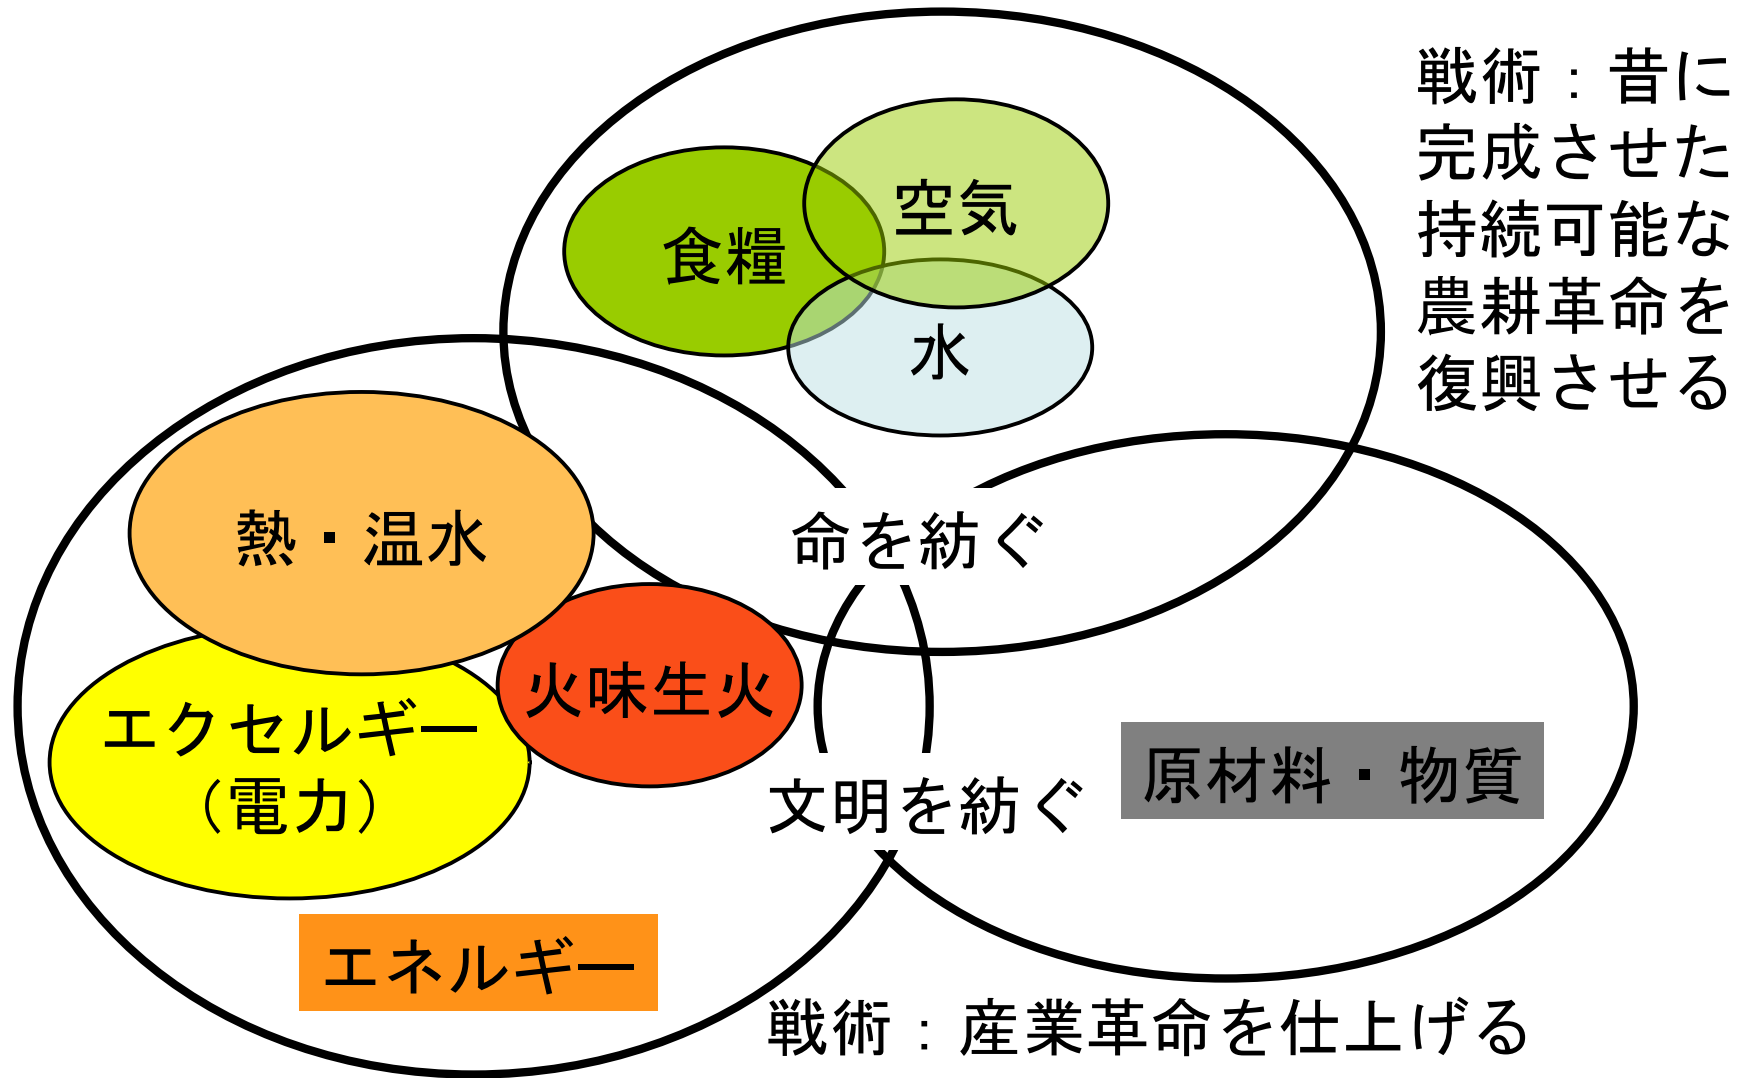 戦術：昔に
完成させた
持続可能な
農耕革命を
復興させる
空気
食糧
水
命を紡ぐ
熱・温水
火味生火
エクセルギー
（電力）
文明を紡ぐ
原材料・物質
エネルギー
戦術：産業革命を仕上げる